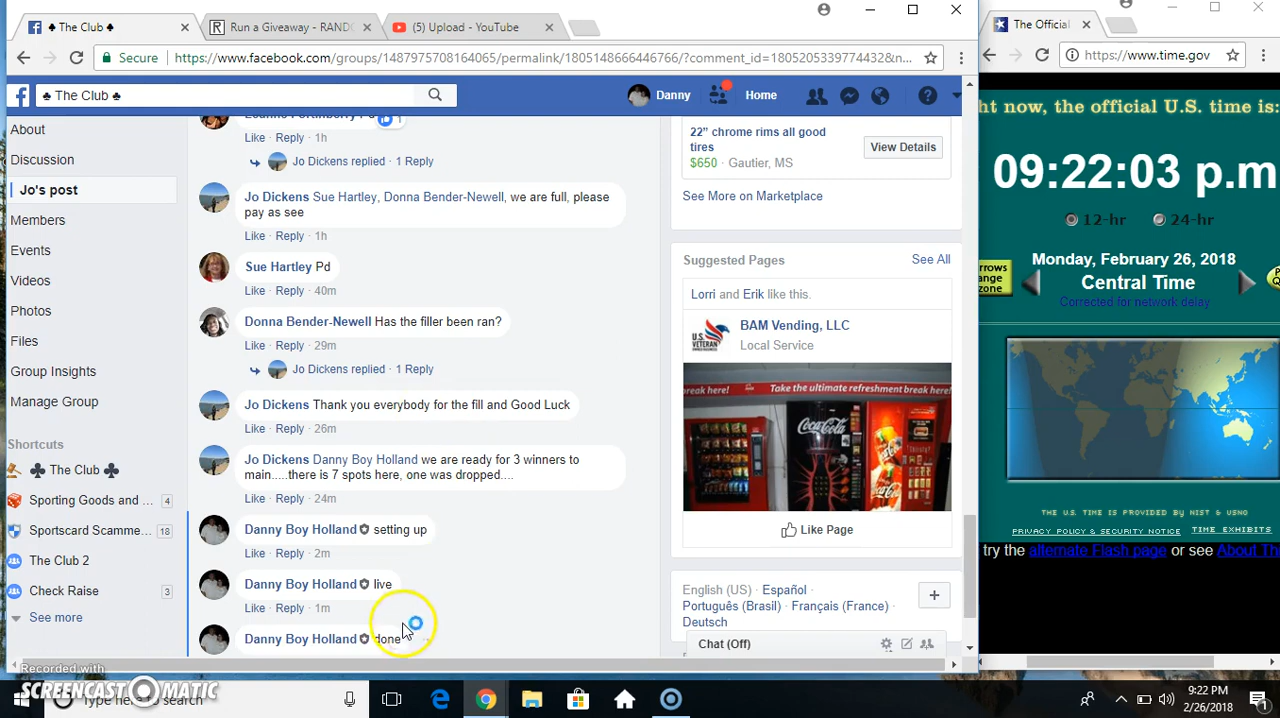 ♣ The Club ♣
Run a Giveaway - RAND
(5) Upload - YouTube
The Official
Secure
https://www.facebook.com/groups/1487975708164065/permalink/1805148666446766/?comment_id=1805205339774432&n...
https://www.time.gov
♣ The Club ♣
Danny
Home
About
Discussion
Jo's post
Members
Events
Videos
Photos
Files
Group Insights
Manage Group
Shortcuts
♣ The Club ♣
Sporting Goods and ... 4
Sportscard Scamme... 18
The Club 2
Check Raise 3
See more
Like · Reply · 1h
Jo Dickens replied · 1 Reply
Jo Dickens Sue Hartley, Donna Bender-Newell, we are full, please
pay as see
Like · Reply · 1h
Sue Hartley Pd
Like · Reply · 40m
Donna Bender-Newell Has the filler been ran?
Like · Reply · 29m
Jo Dickens replied · 1 Reply
Jo Dickens Thank you everybody for the fill and Good Luck
Like · Reply · 26m
Jo Dickens Danny Boy Holland we are ready for 3 winners to
main.....there is 7 spots here, one was dropped....
Like · Reply · 24m
Danny Boy Holland setting up
Like · Reply · 2m
Danny Boy Holland live
Like · Reply · 1m
Danny Boy Holland done
22" chrome rims all good
tires
$650 · Gautier, MS
View Details
See More on Marketplace
Suggested Pages
See All
Lorri and Erik like this.
BAM Vending, LLC
Local Service
U.S.
VETERAN
break here!
Take the ultimate refreshment break here!
Coca-Cola
Like Page
English (US) · Español ·
Português (Brasil) · Français (France) ·
Deutsch
Chat (Off)
ht now, the official U.S. time is:
09:22:03 p.m
12-hr
24-hr
Monday, February 26, 2018
Central Time
Corrected for network delay
rrows
ange
zone
THE U.S. TIME IS PROVIDED BY NIST & USNO
PRIVACY POLICY & SECURITY NOTICE
TIME EXHIBITS
try the alternate Flash page or see About Th
Recorded with
SCREENCAST-O-MATIC
Type here to search
9:22 PM
2/26/2018